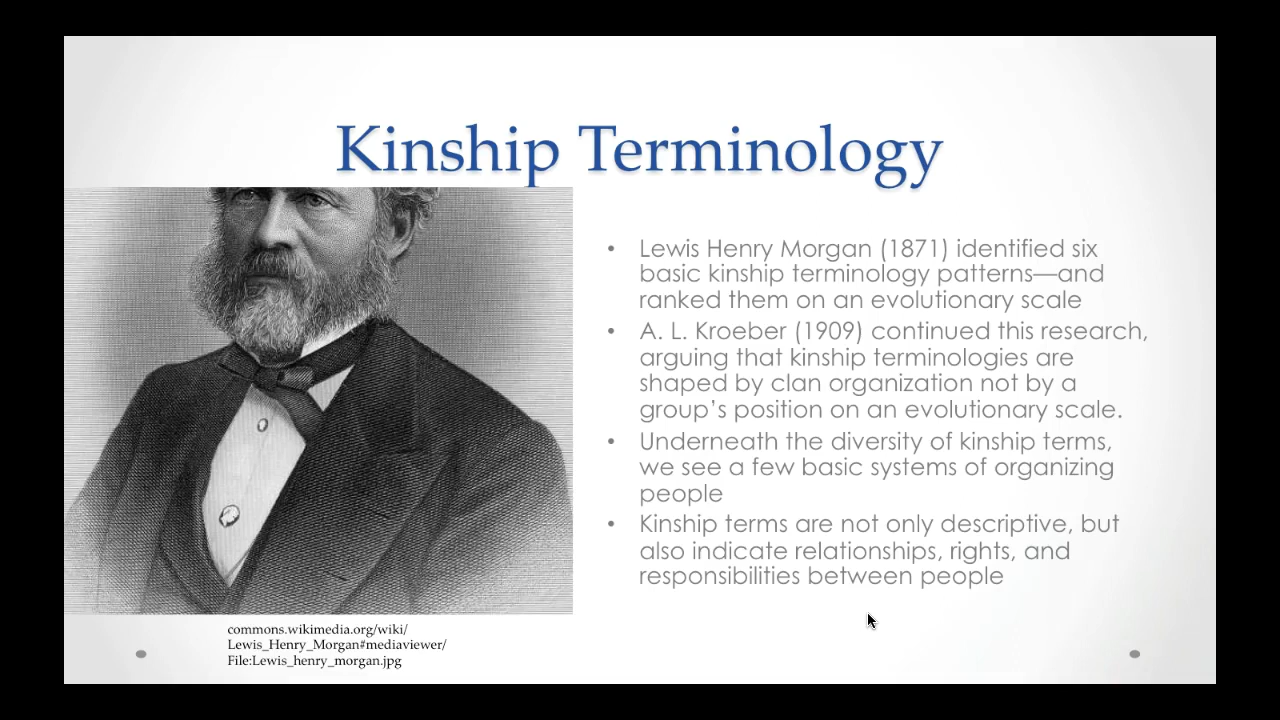 Kinship Terminology
• Lewis Henry Morgan (1871) identified six
basic kinship terminology patterns—and
ranked them on an evolutionary scale
• A. L. Kroeber (1909) continued this research,
arguing that kinship terminologies are
shaped by clan organization not by a
group’s position on an evolutionary scale.
• Underneath the diversity of kinship terms,
we see a few basic systems of organizing
people
• Kinship terms are not only descriptive, but
also indicate relationships, rights, and
responsibilities between people
commons.wikimedia.org/wiki/
Lewis_Henry_Morgan#mediaviewer/
File:Lewis_henry_morgan.jpg